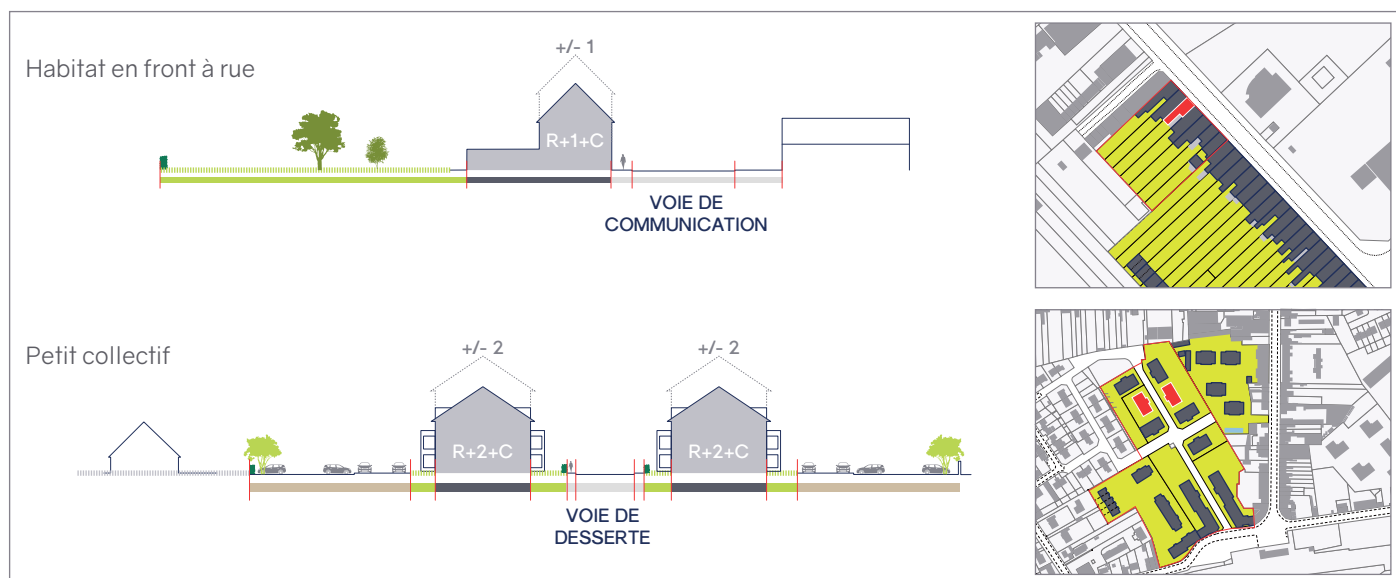 Habitat en front à rue
+/- 1
R+1+C
VOIE DE
COMMUNICATION
Petit collectif
+/- 2
+/- 2
R+2+C
R+2+C
VOIE DE
DESSERTE